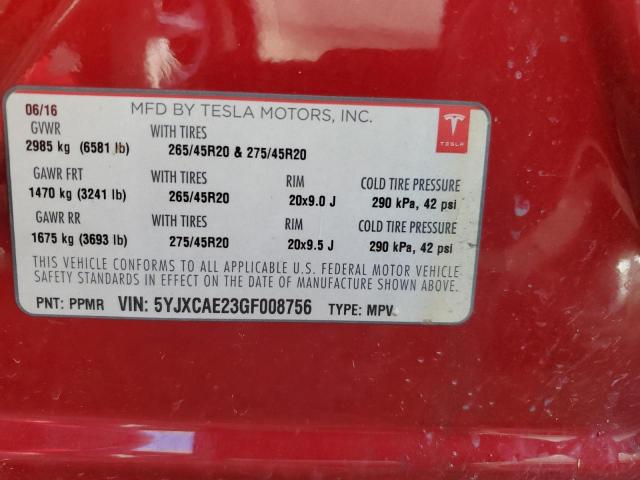 06/16 MFD BY TESLA MOTORS, INC.
GVWR WITH TIRES
2985 kg (6581 lb) 265/45R20 & 275/45R20
TESLA
GAWR FRT WITH TIRES RIM COLD TIRE PRESSURE
1470 kg (3241 lb) 265/45R20 20x9.0 J 290 kPa, 42 psi
GAWR RR WITH TIRES RIM COLD TIRE PRESSURE
1675 kg (3693 lb) 275/45R20 20x9.5 J 290 kPa, 42 psi
THIS VEHICLE CONFORMS TO ALL APPLICABLE U.S. FEDERAL MOTOR VEHICLE
SAFETY STANDARDS IN EFFECT ON THE DATE OF MANUFACTURE SHOWN ABOVE.
PNT: PPMR VIN: 5YJXCAE23GF008756 TYPE: MPV